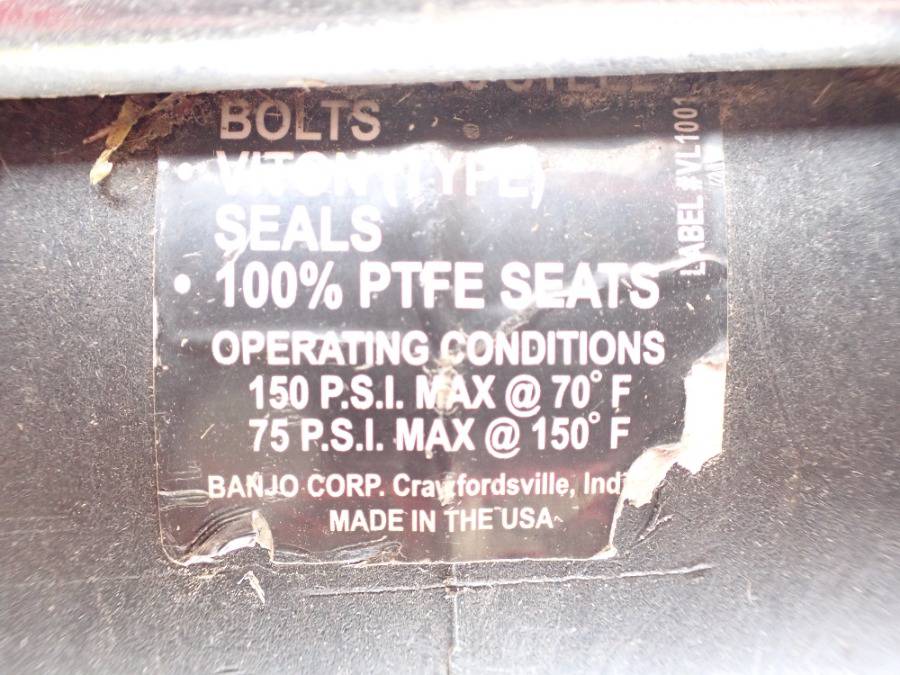 BOLTS
• VITON (TYPE)
SEALS
• 100% PTFE SEATS
OPERATING CONDITIONS
150 P.S.I. MAX @ 70° F
75 P.S.I. MAX @ 150° F
BANJO CORP. Crawfordsville, Ind
MADE IN THE USA
LABEL #VL1001